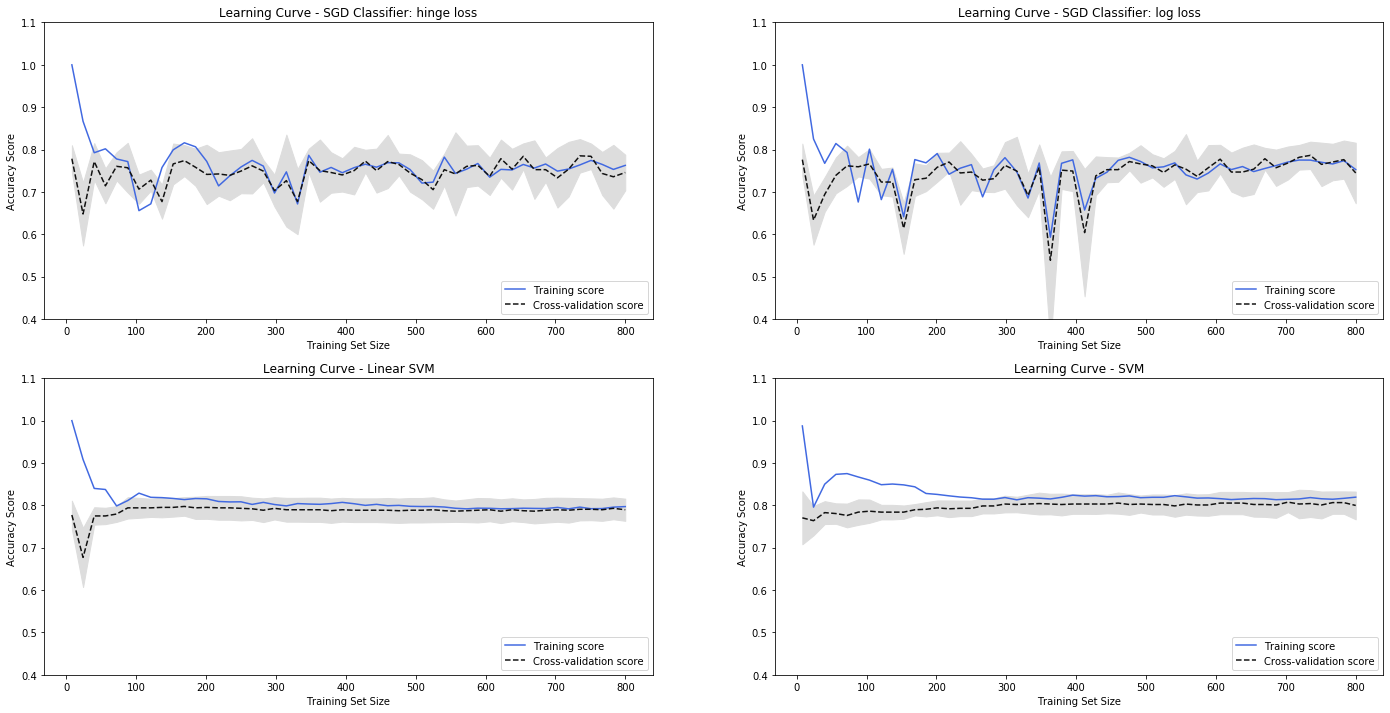 Learning Curve - SGD Classifier: hinge loss
1.1
1.0
0.9
0.8
0.7
0.6
0.5
0.4
Accuracy Score
Training score
Cross-validation score
0 100 200 300 400 500 600 700 800
Training Set Size
Learning Curve - SGD Classifier: log loss
1.1
1.0
0.9
0.8
0.7
0.6
0.5
0.4
Accuracy Score
Training score
Cross-validation score
0 100 200 300 400 500 600 700 800
Training Set Size
Learning Curve - Linear SVM
1.1
1.0
0.9
0.8
0.7
0.6
0.5
0.4
Accuracy Score
Training score
Cross-validation score
0 100 200 300 400 500 600 700 800
Training Set Size
Learning Curve - SVM
1.1
1.0
0.9
0.8
0.7
0.6
0.5
0.4
Accuracy Score
Training score
Cross-validation score
0 100 200 300 400 500 600 700 800
Training Set Size